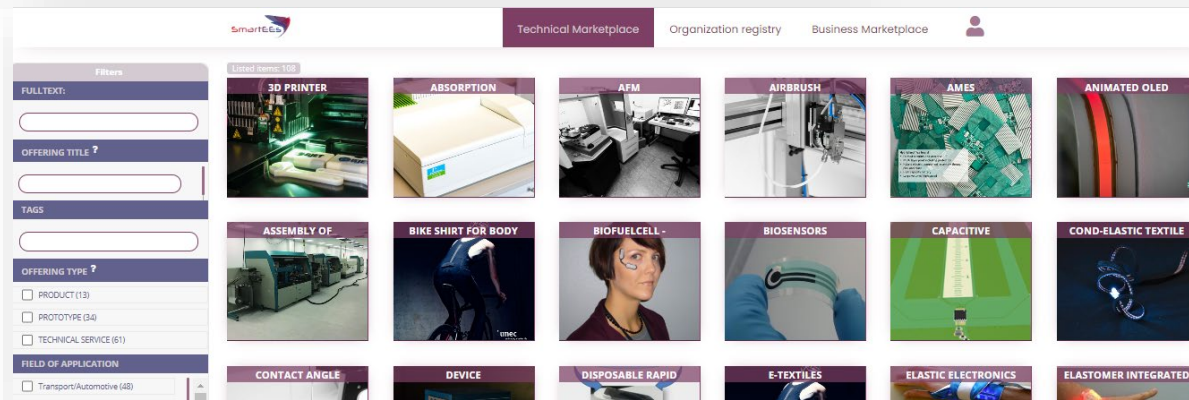 SmartEEs
Technical Marketplace
Organization registry
Business Marketplace
Filters
FULLTEXT:
OFFERING TITLE ?
TAGS
OFFERING TYPE ?
PRODUCT (13)
PROTOTYPE (34)
TECHNICAL SERVICE (61)
FIELD OF APPLICATION
Transport/Automotive (48)
Listed items: 108
3D PRINTER
ABSORPTION
AFM
AIRBRUSH
AMES
ANIMATED OLED
ASSEMBLY OF
BIKE SHIRT FOR BODY
umec
BIOFUELCELL -
BIOSENSORS
CAPACITIVE
COND-ELASTIC TEXTILE
CONTACT ANGLE
DEVICE
DISPOSABLE RAPID
E-TEXTILES
ELASTIC ELECTRONICS
ELASTOMER INTEGRATED